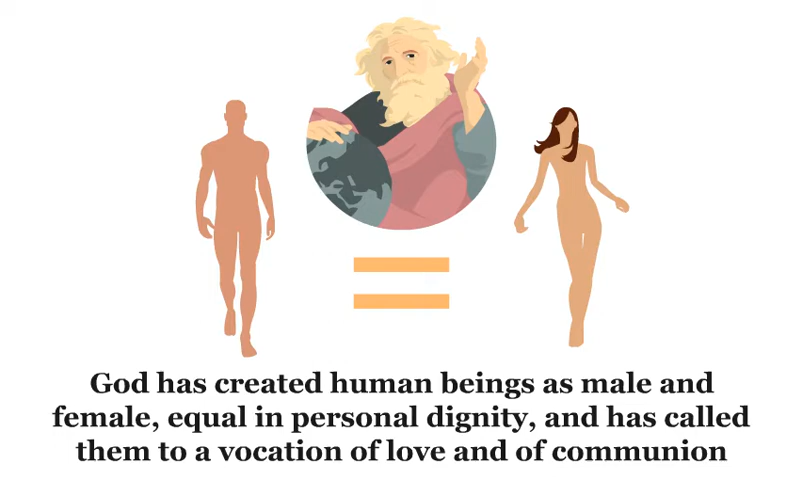 God has created human beings as male and
female, equal in personal dignity, and has called
them to a vocation of love and of communion